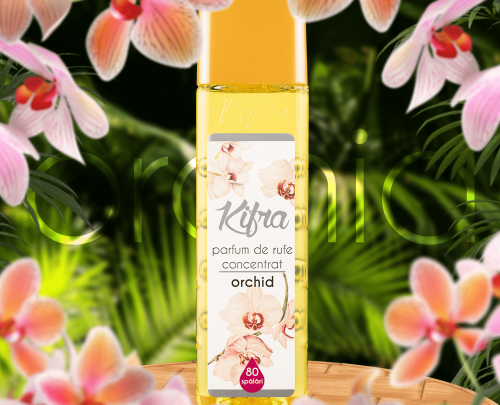 Kifra
parfum de rufe
concentrat
orchid
80
spălări